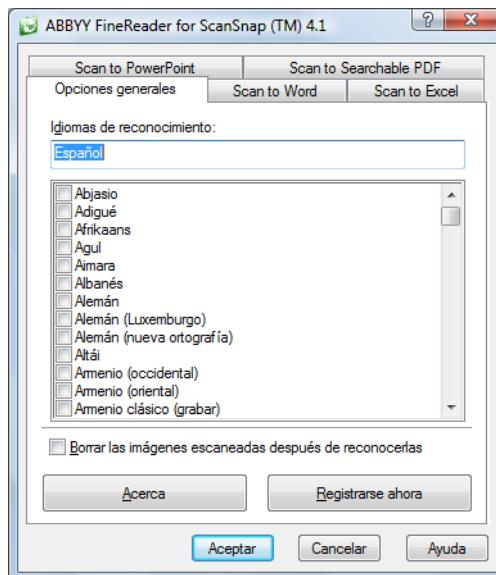 ABBYY FineReader for ScanSnap (TM) 4.1
Scan to PowerPoint Scan to Searchable PDF
Opciones generales Scan to Word Scan to Excel
Idiomas de reconocimiento:
Español
Abjasio
Adigué
Afrikaans
Agul
Aimara
Albanés
Alemán
Alemán (Luxemburgo)
Alemán (nueva ortografía)
Altái
Armenio (occidental)
Armenio (oriental)
Armenio clásico (grabar)
Borrar las imágenes escaneadas después de reconocerlas
Acerca Registrarse ahora
Aceptar Cancelar Ayuda